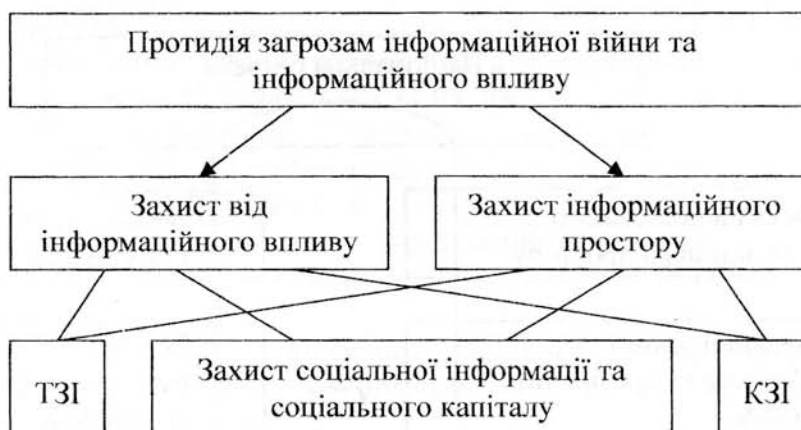 Протидія загрозам інформаційної війни та
інформаційного впливу
Захист від
інформаційного впливу
Захист інформаційного
простору
ТЗІ
Захист соціальної інформації та
соціального капіталу
КЗІ